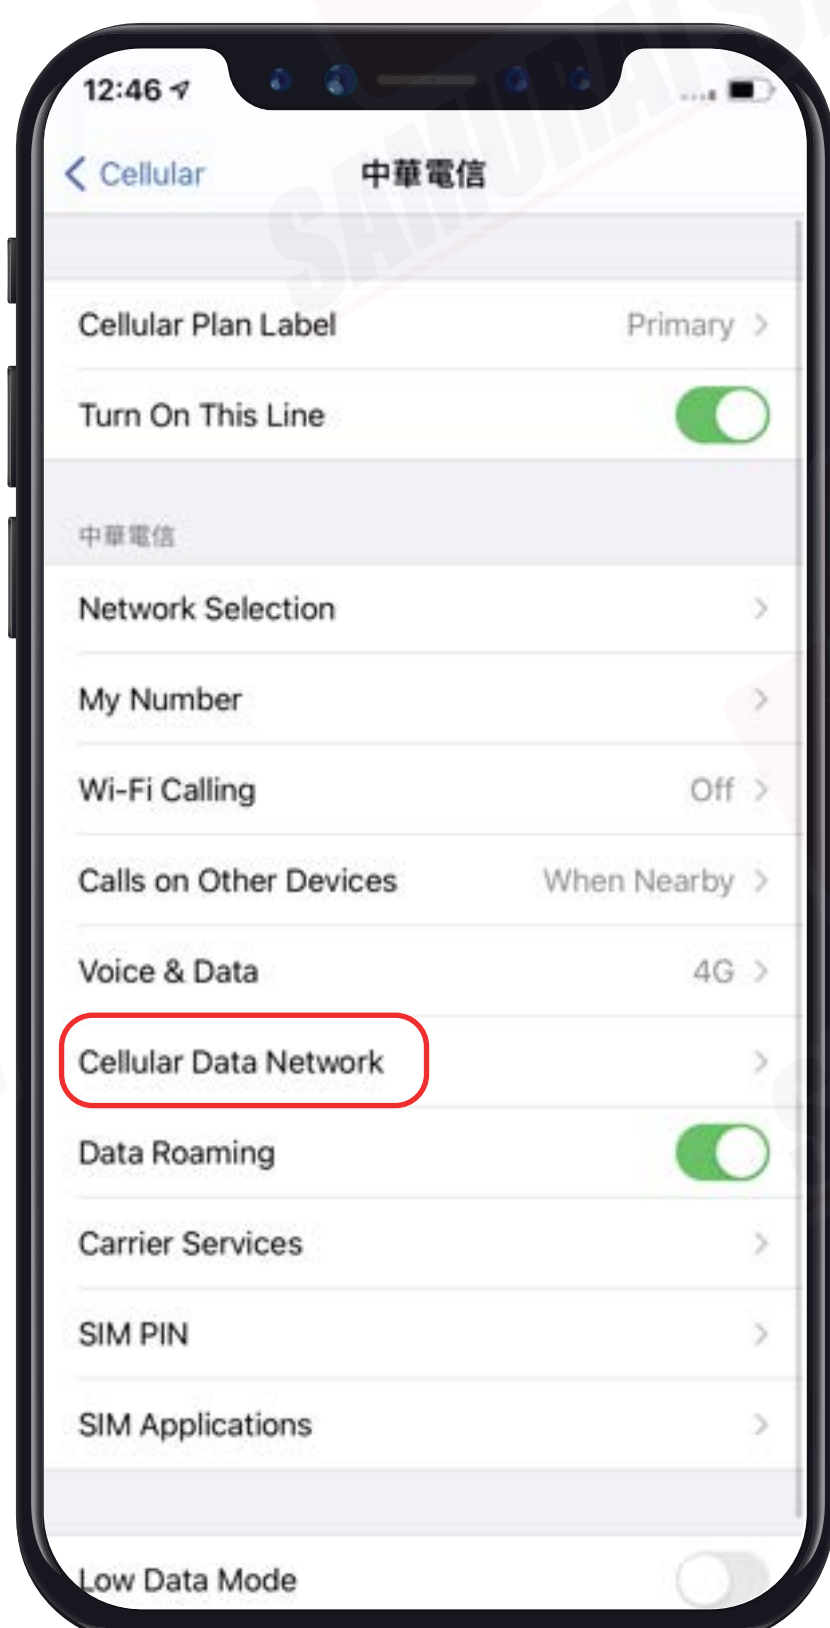 SAMURAI S
12:46
Cellular
中華電信
Cellular Plan Label
Primary
Turn On This Line
中華電信
Network Selection
My Number
Wi-Fi Calling
Off
Calls on Other Devices
When Nearby
Voice & Data
4G
Cellular Data Network
Data Roaming
Carrier Services
SIM PIN
SIM Applications
Low Data Mode